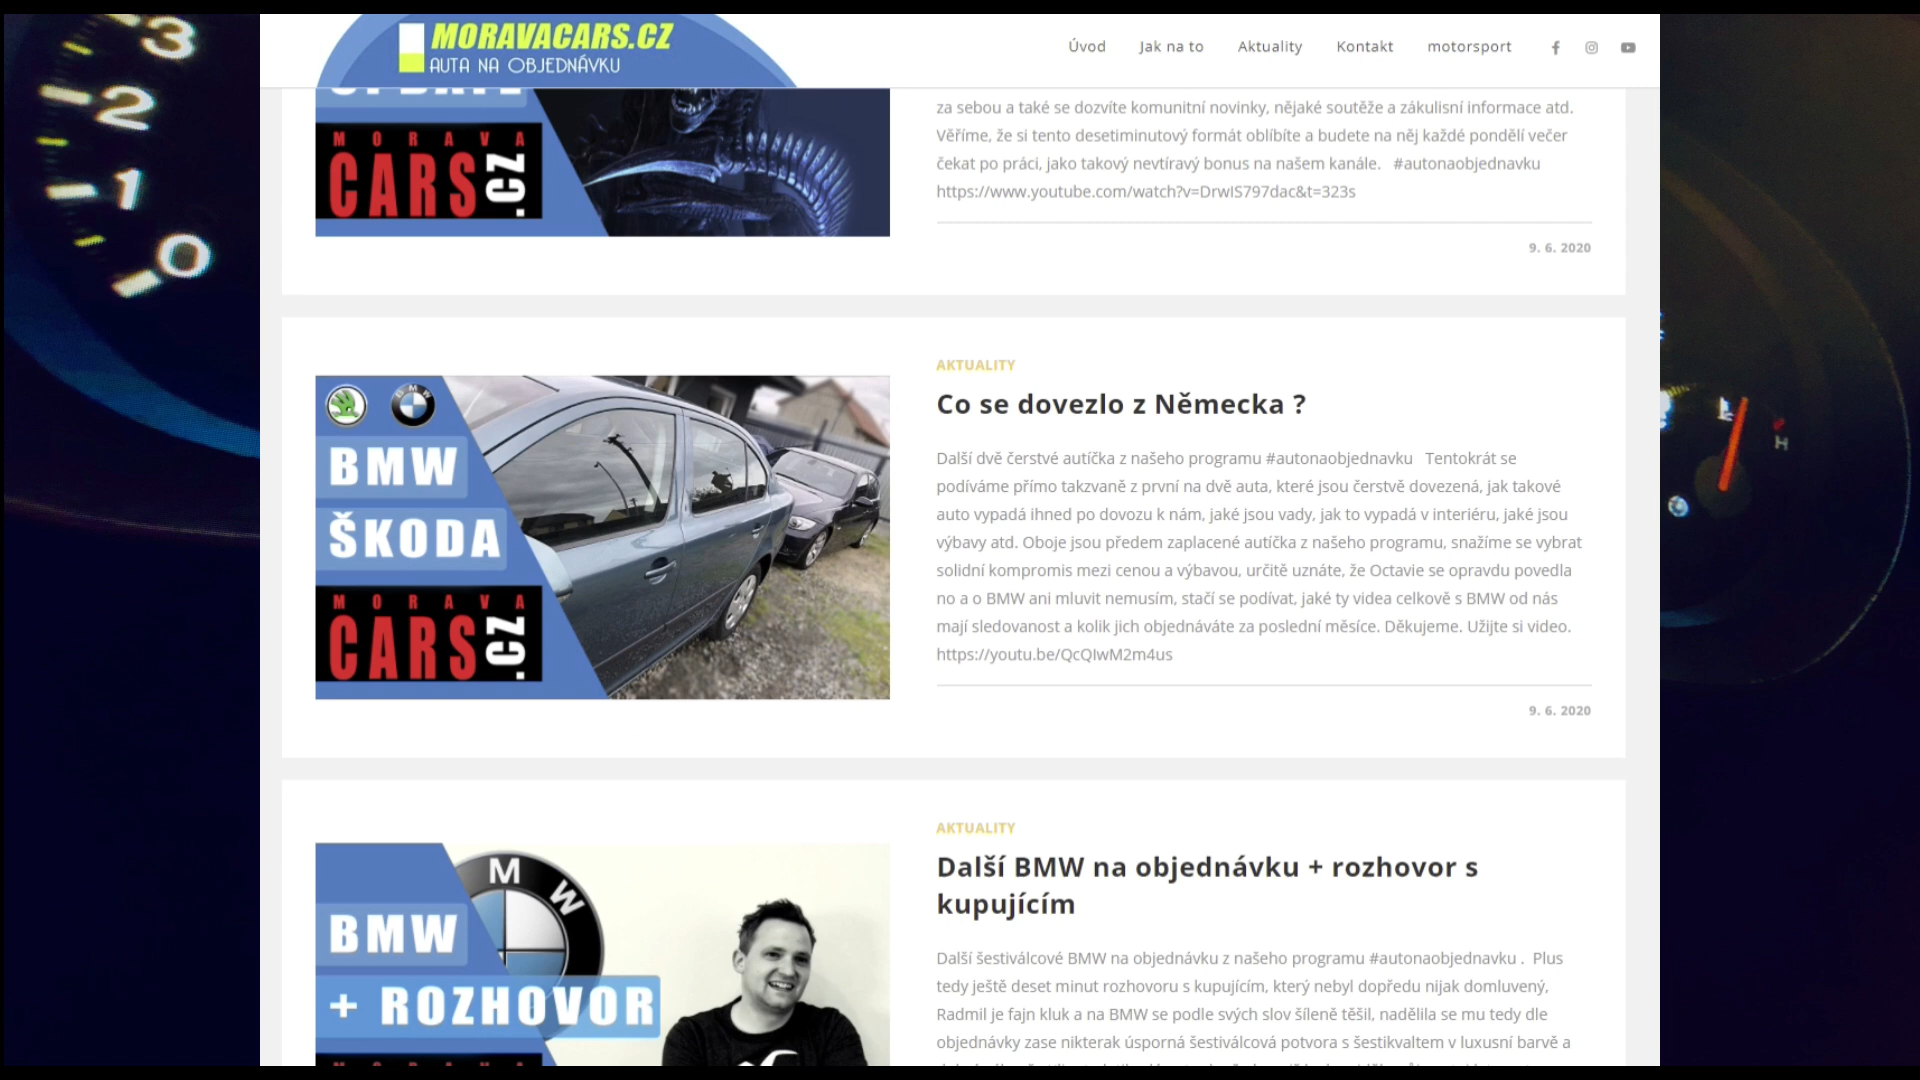 MORAVACARS.CZ
AUTA NA OBJEDNÁVKU
Úvod
Jak na to
Aktuality
Kontakt
motorsport
3
2
1
0
H
UPDATE
MORAVA
CARS.CZ
za sebou a také se dozvíte komunitní novinky, nějaké soutěže a zákulisní informace atd.
Věříme, že si tento desetiminutový formát oblíbíte a budete na něj každé pondělí večer
čekat po práci, jako takový nevtíravý bonus na našem kanále. #autonaobjednavku
https://www.youtube.com/watch?v=DrwIS797dac&t=323s
9. 6. 2020
BMW
BMW
ŠKODA
MORAVA
CARS.CZ
AKTUALITY
Co se dovezlo z Německa ?
Další dvě čerstvé autíčka z našeho programu #autonaobjednavku Tentokrát se
podíváme přímo takzvaně z první na dvě auta, které jsou čerstvě dovezená, jak takové
auto vypadá ihned po dovozu k nám, jaké jsou vady, jak to vypadá v interiéru, jaké jsou
výbavy atd. Oboje jsou předem zaplacené autíčka z našeho programu, snažíme se vybrat
solidní kompromis mezi cenou a výbavou, určitě uznáte, že Octavie se opravdu povedla
no a o BMW ani mluvit nemusím, stačí se podívat, jaké ty videa celkově s BMW od nás
mají sledovanost a kolik jich objednáváte za poslední měsíce. Děkujeme. Užijte si video.
https://youtu.be/QcQIwM2m4us
9. 6. 2020
M W
BMW
+ ROZHOVOR
AKTUALITY
Další BMW na objednávku + rozhovor s
kupujícím
Další šestiválcové BMW na objednávku z našeho programu #autonaobjednavku . Plus
tedy ještě deset minut rozhovoru s kupujícím, který nebyl dopředu nijak domluvený,
Radmil je fajn kluk a na BMW se podle svých slov šíleně těšil, nadělila se mu tedy dle
objednávky zase nikterak úsporná šestiválcová potvora s šestikvaltem v luxusní barvě a